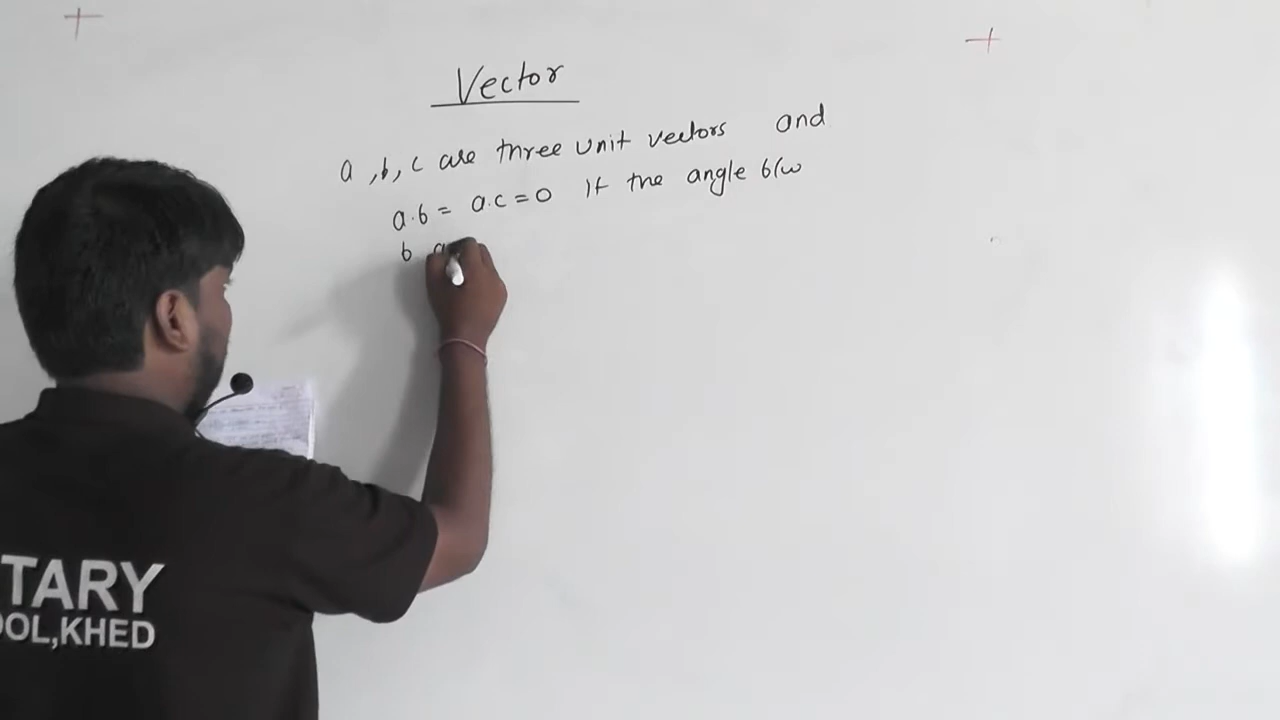 Vector
a, b, c are three unit vectors and
a.b = a.c = 0 If the angle b/w
b
TARY
OOL,KHED